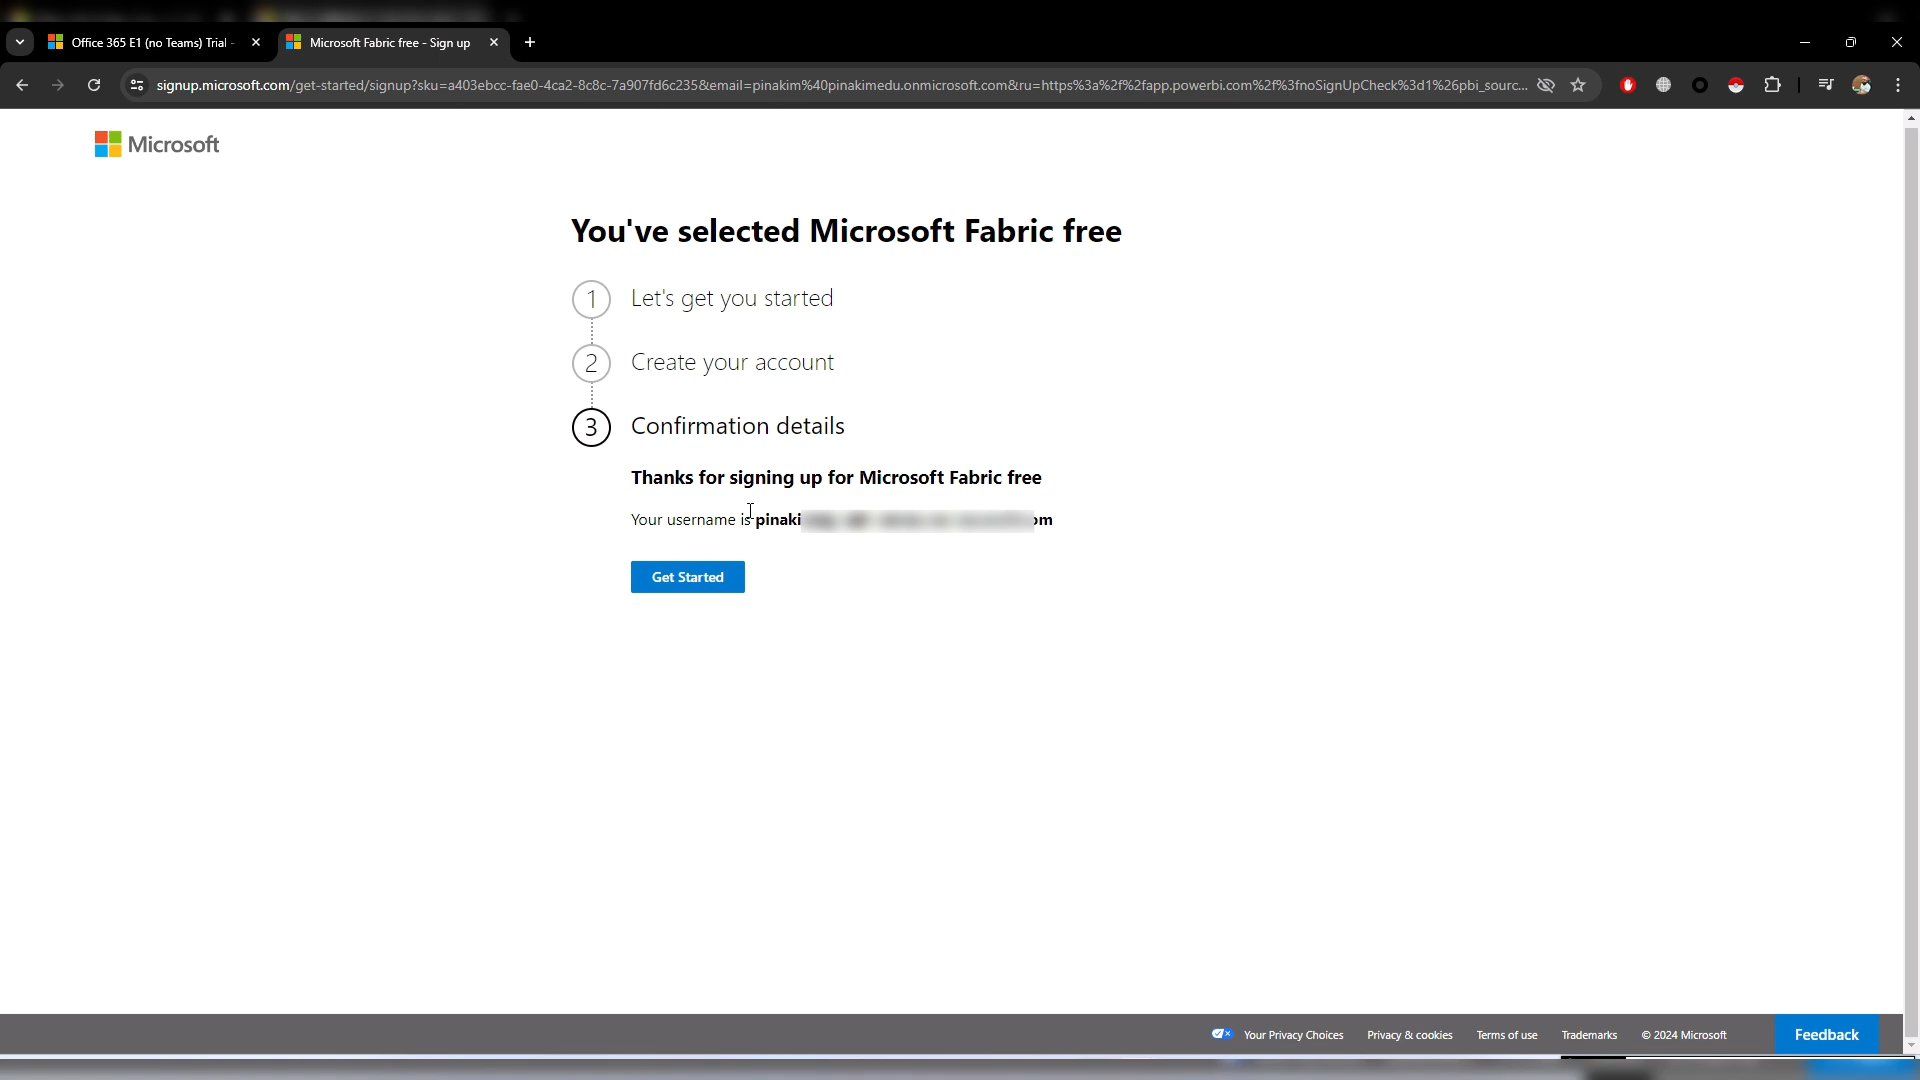 Office 365 E1 (no Teams) Trial -
Microsoft Fabric free - Sign up
signup.microsoft.com/get-started/signup?sku=a403ebcc-fae0-4ca2-8c8c-7a907fd6c235&email=pinakim%40pinakimedu.onmicrosoft.com&ru=https%3a%2f%2fapp.powerbi.com%2f%3fnoSignUpCheck%3d1%26pbi_sourc...
Microsoft
You've selected Microsoft Fabric free
1 Let's get you started
2 Create your account
3 Confirmation details
Thanks for signing up for Microsoft Fabric free
Your username is pinaki om
Get Started
Your Privacy Choices Privacy & cookies Terms of use Trademarks © 2024 Microsoft Feedback